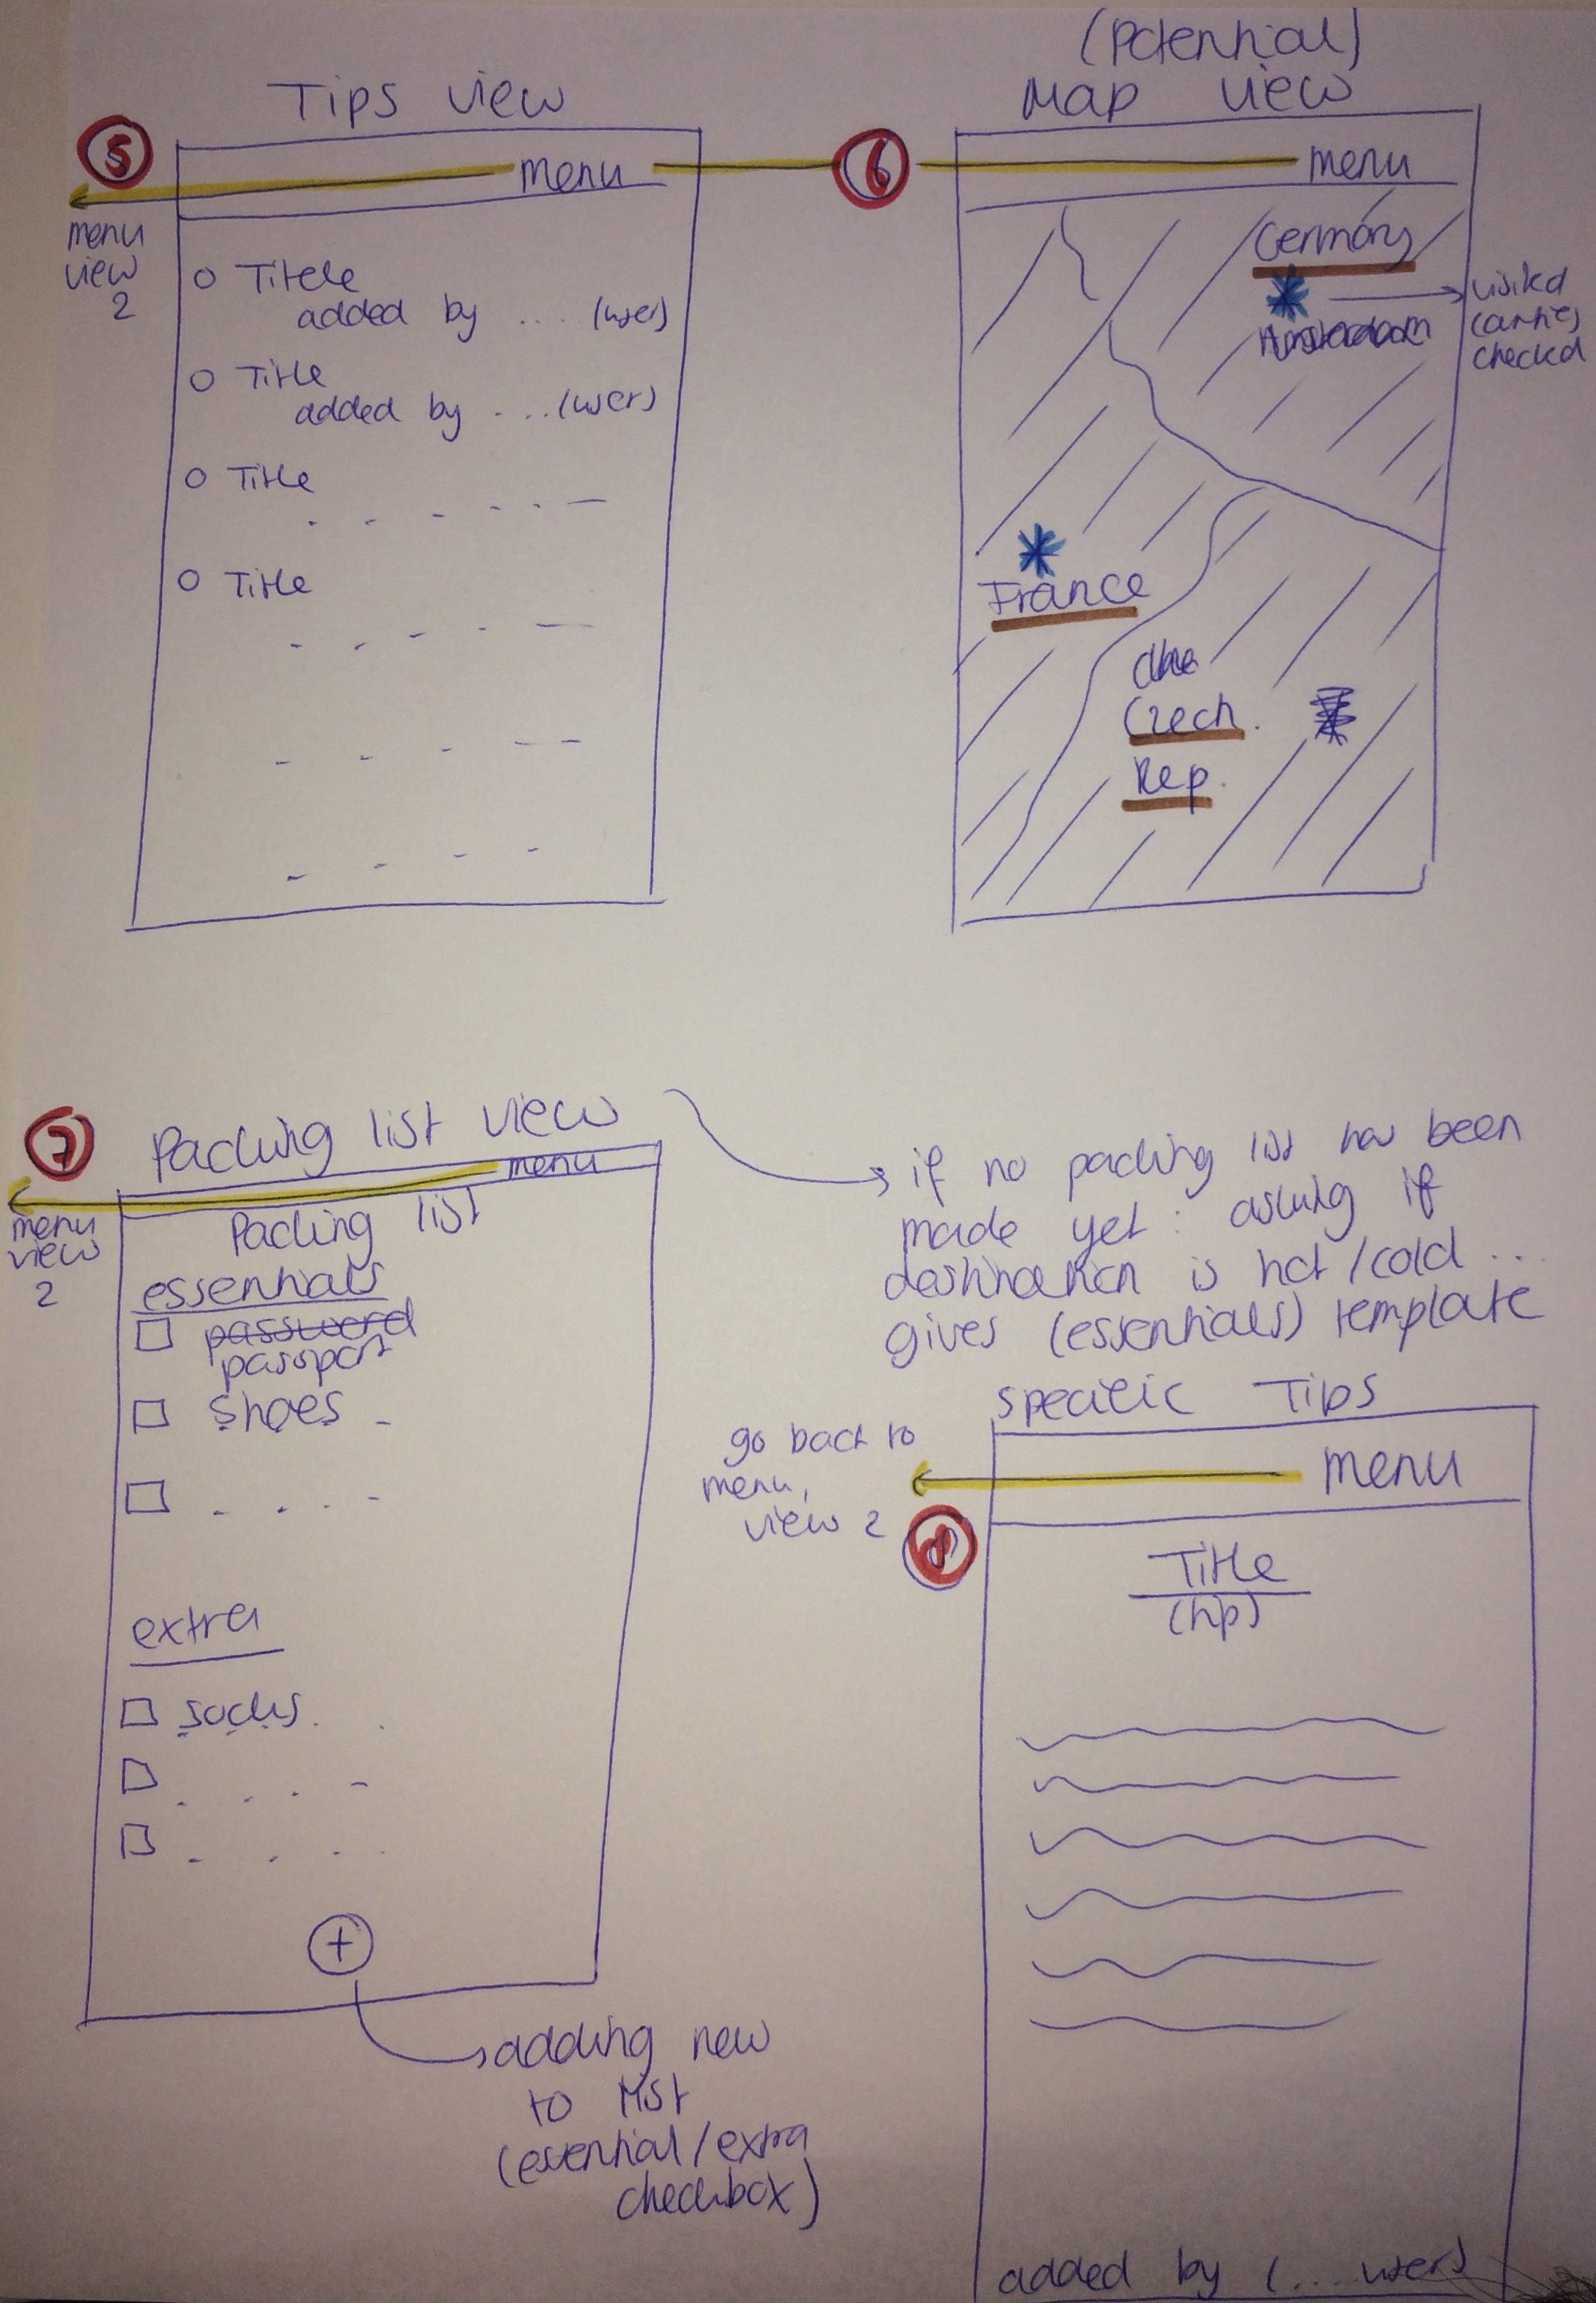 Tips view
5
menu
menu
view
2
Titele
added by .... (user)
Title
added by ....(user)
Title
Title
(potential)
Map view
6
menu
Germany
Amsterdam
visited
checked
France
Czech.
Rep.
7
Packing list view
menu
menu
view
2
Packing list
essentials
password
passport
shoes
extra
socks
+
adding new
to list
(essential/extra
checkbox)
if no packing list has been
made yet: asking if
destination is hot/cold...
gives (essentials) template
specific Tips
go back to
menu,
view 2
8
menu
Title
(tip)
added by (... user)